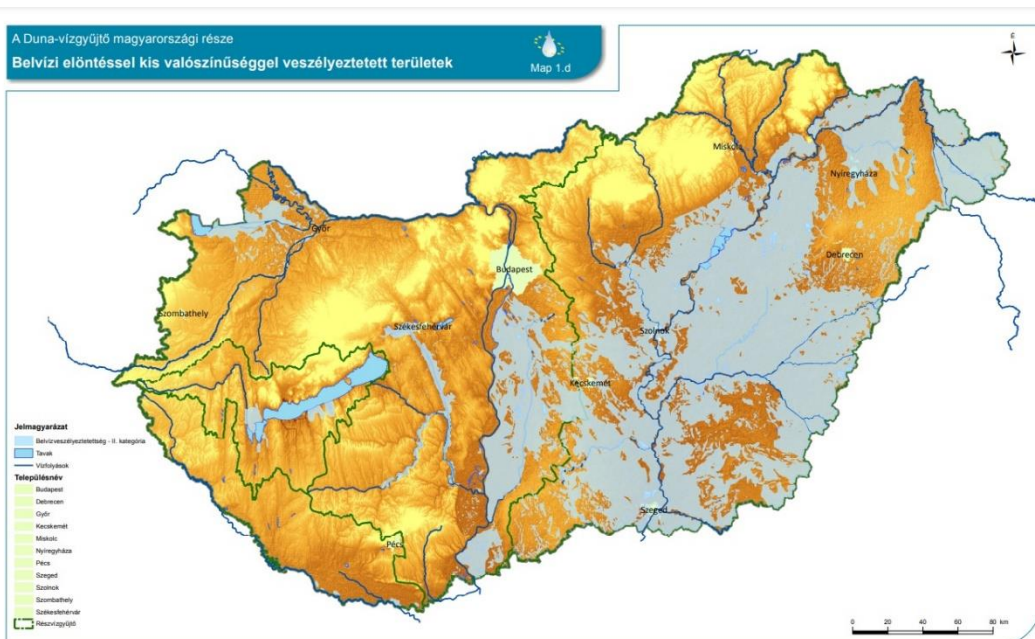 A Duna-vízgyűjtő magyarországi része
Belvízi elöntéssel kis valószínűséggel veszélyeztetett területek
Map 1.d
É
Miskolc
Nyíregyháza
Győr
Debrecen
Budapest
Szombathely
Székesfehérvár
Szolnok
Kecskemét
Szeged
Pécs
Jelmagyarázat
Belvízveszélyeztetettség - II. kategória
Tavak
Vízfolyások
Településnév
Budapest
Debrecen
Győr
Kecskemét
Miskolc
Nyíregyháza
Pécs
Szeged
Szolnok
Szombathely
Székesfehérvár
Részvízgyűjtő
0 20 40 60 80 km